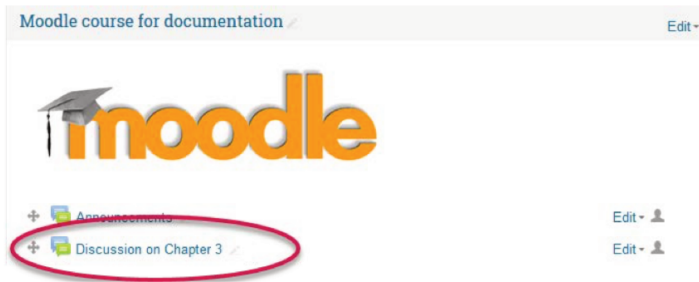 Moodle course for documentation
Edit
moodle
Announcements
Edit
Discussion on Chapter 3
Edit